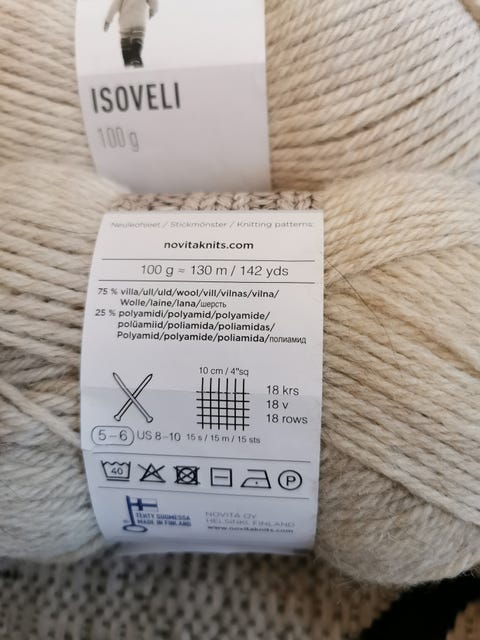 ISOVELI
100 g
Neuleohjeet / Stickmönster / Knitting patterns:
novitaknits.com
100 g ≈ 130 m / 142 yds
75 % villa/ull/uld/wool/vill/vilnas/vilna/
Wolle/laine/lana/шерсть
25 % polyamidi/polyamid/polyamide/
polüamiid/poliamida/poliamidas/
Polyamid/polyamide/poliamida/полиамид
10 cm / 4"sq
18 krs
18 v
18 rows
5–6 US 8–10 15 s / 15 m / 15 sts
40 P
TEHTY SUOMESSA
MADE IN FINLAND
NOVITA OY
HELSINKI, FINLAND
www.novitaknits.com